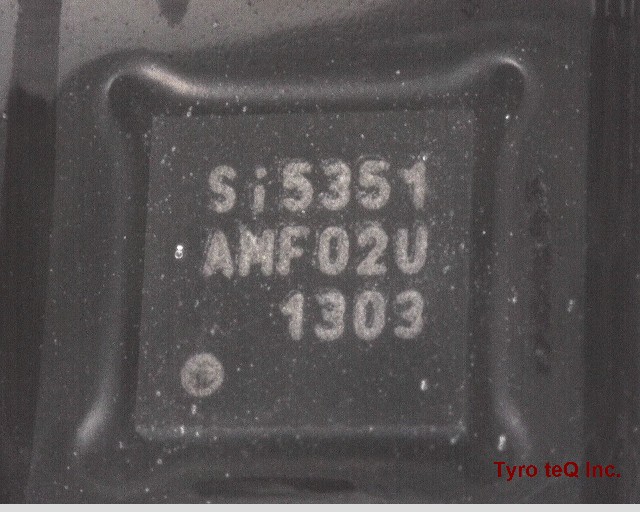 Si5351
AMF02U
1303
Tyro teQ Inc.